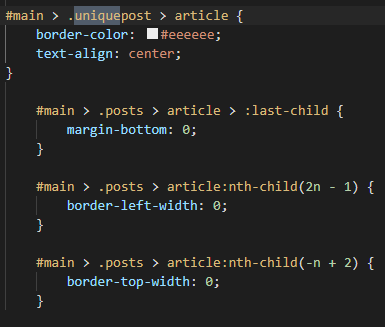 #main > .uniquepost > article {
border-color: #eeeeee;
text-align: center;
}
#main > .posts > article > :last-child {
margin-bottom: 0;
}
#main > .posts > article:nth-child(2n - 1) {
border-left-width: 0;
}
#main > .posts > article:nth-child(-n + 2) {
border-top-width: 0;
}